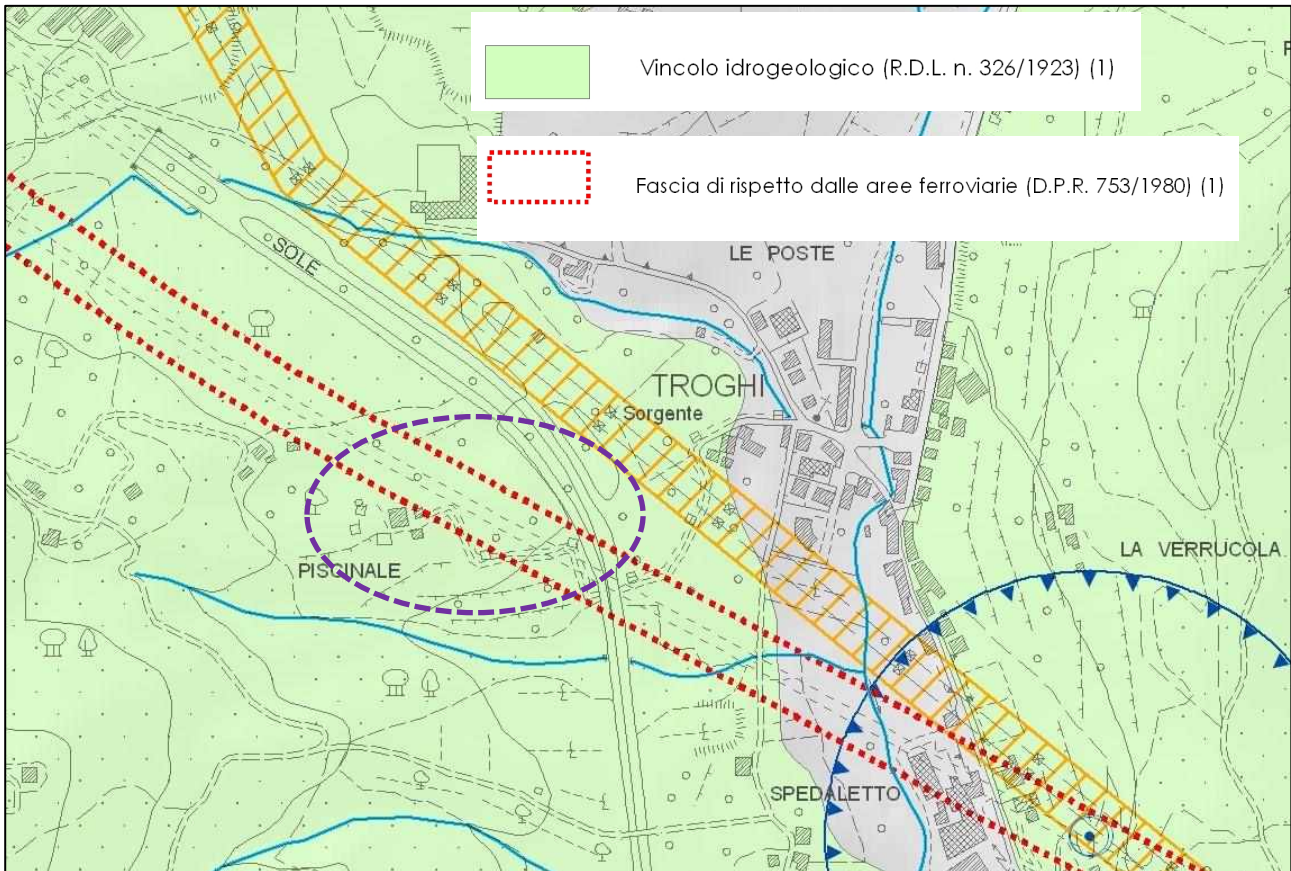 Vincolo idrogeologico (R.D.L. n. 326/1923) (1)
Fascia di rispetto dalle aree ferroviarie (D.P.R. 753/1980) (1)
SOLE
LE POSTE
TROGHI
Sorgente
PISCINALE
LA VERRUCOLA
SPEDALETTO